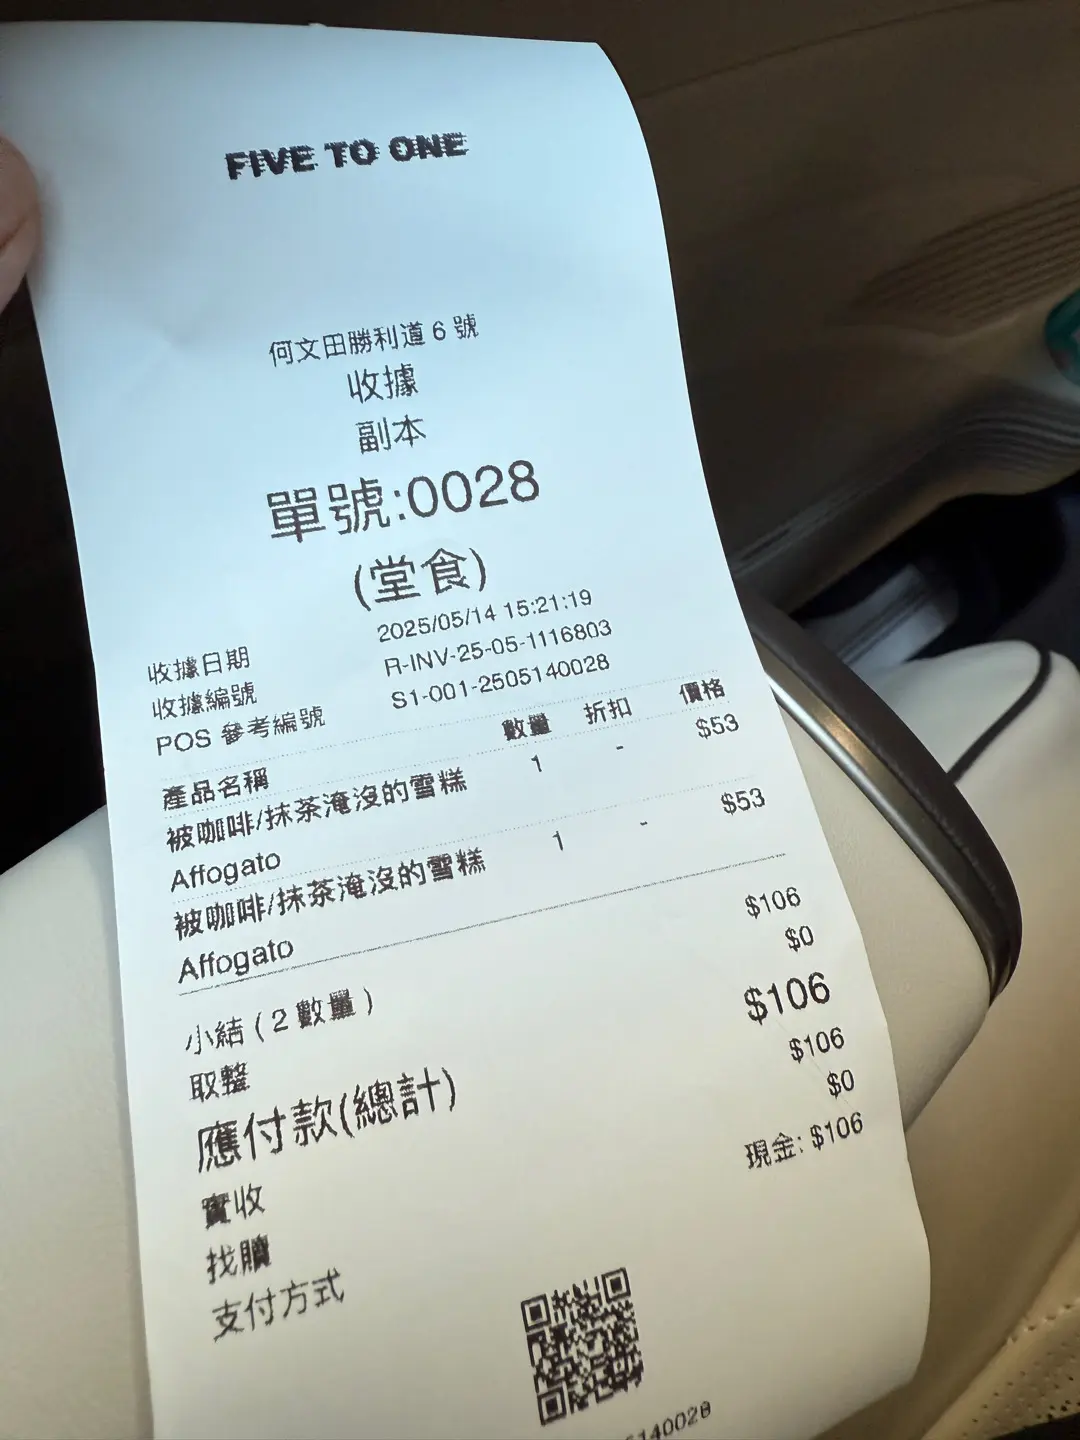 FIVE TO ONE
何文田勝利道 6 號
收據
副本
單號:0028
(堂食)
收據日期 2025/05/14 15:21:19
收據編號 R-INV-25-05-1116803
POS 參考編號 S1-001-2505140028
產品名稱 數量 折扣 價格
被咖啡/抹茶淹沒的雪糕 1 - $53
Affogato
被咖啡/抹茶淹沒的雪糕 1 - $53
Affogato
小結 ( 2 數量 ) $106
取整 $0
應付款(總計) $106
實收 $106
找贖 $0
支付方式 現金: $106
5140028